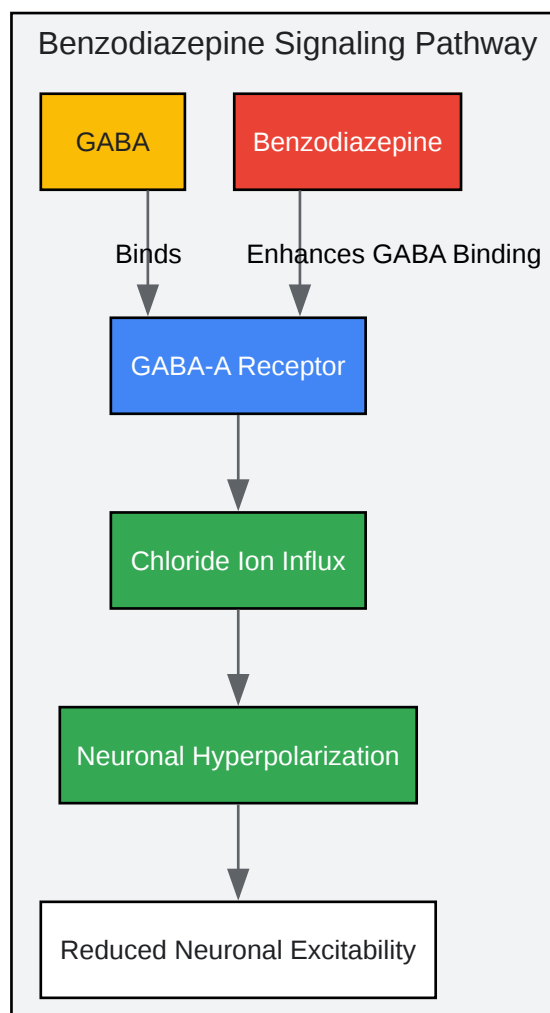 Benzodiazepine Signaling Pathway
GABA
Benzodiazepine
Binds
Enhances GABA Binding
GABA-A Receptor
Chloride Ion Influx
Neuronal Hyperpolarization
Reduced Neuronal Excitability